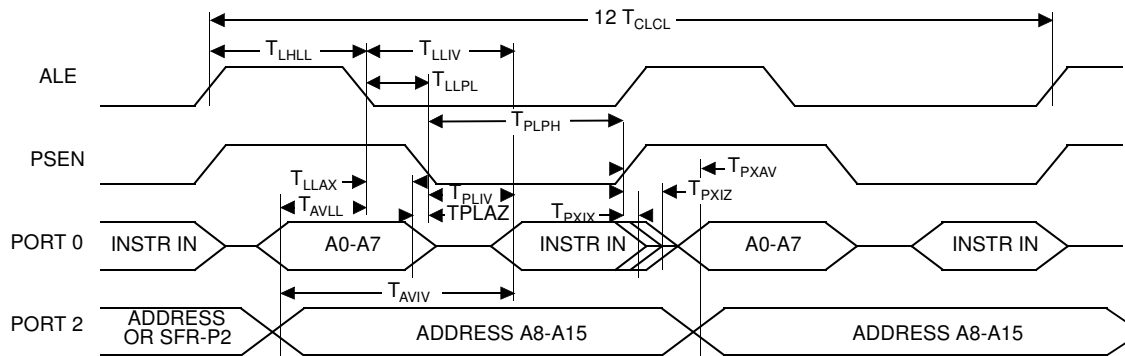 12 TCLCL
TLHLL TLLIV
ALE TLLPL
TPLPH
PSEN
TPXAV
TLLAX TPLIV TPXIZ
TAVLL TPLAZ TPXIX
PORT 0 INSTR IN A0-A7 INSTR IN A0-A7 INSTR IN
TAVIV
PORT 2 ADDRESS OR SFR-P2 ADDRESS A8-A15 ADDRESS A8-A15